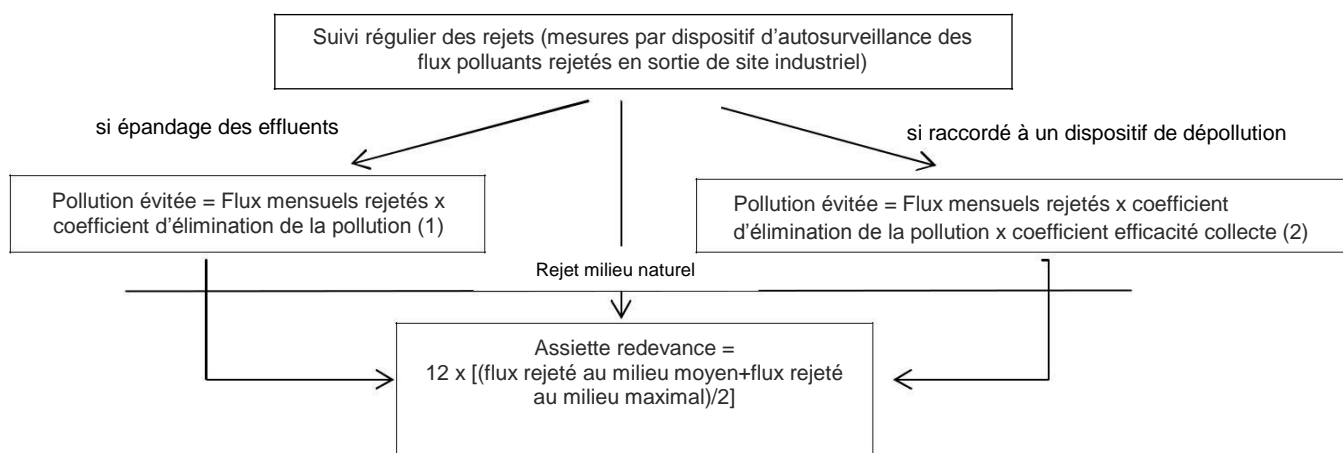 Suivi régulier des rejets (mesures par dispositif d'autosurveillance des
flux polluants rejetés en sortie de site industriel)
si épandage des effluents
si raccordé à un dispositif de dépollution
Pollution évitée = Flux mensuels rejetés x
coefficient d'élimination de la pollution (1)
Pollution évitée = Flux mensuels rejetés x coefficient
d'élimination de la pollution x coefficient efficacité collecte (2)
Rejet milieu naturel
Assiette redevance =
12 x [(flux rejeté au milieu moyen+flux rejeté
au milieu maximal)/2]